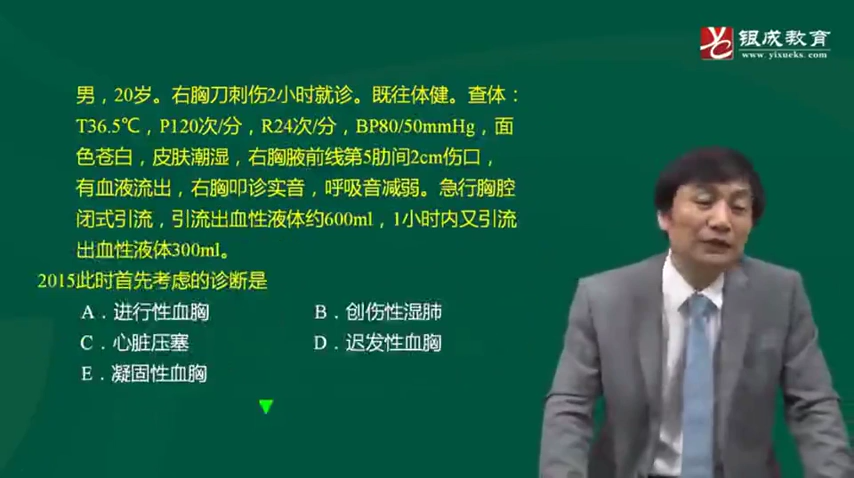 银成教育
www.yixueks.com
男，20岁。右胸刀刺伤2小时就诊。既往体健。查体：
T36.5℃，P120次/分，R24次/分，BP80/50mmHg，面
色苍白，皮肤潮湿，右胸腋前线第5肋间2cm伤口，
有血液流出，右胸叩诊实音，呼吸音减弱。急行胸腔
闭式引流，引流出血性液体约600ml，1小时内又引流
出血性液体300ml。
2015此时首先考虑的诊断是
A．进行性血胸 B．创伤性湿肺
C．心脏压塞 D．迟发性血胸
E．凝固性血胸